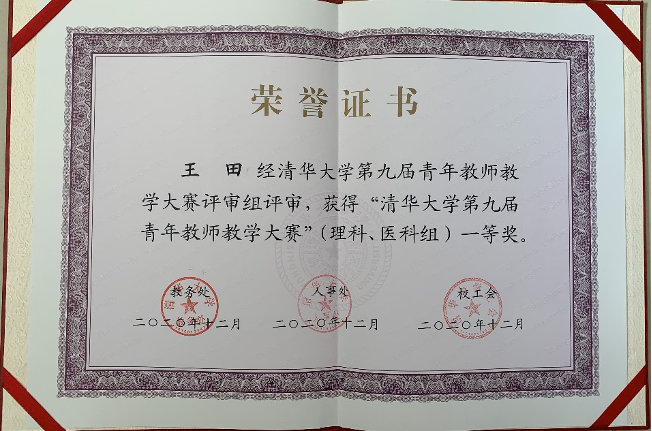 荣誉证书
王 田 经清华大学第九届青年教师教
学大赛评审组评审，获得“清华大学第九届
青年教师教学大赛”（理科、医科组）一等奖。
教务处 人事处 校工会
二〇二〇年十二月 二〇二〇年十二月 二〇二〇年十二月